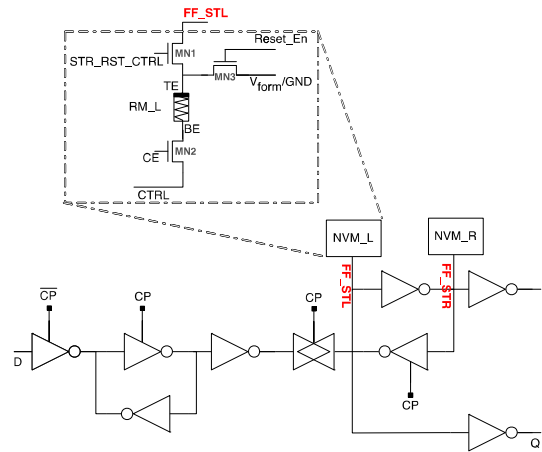 FF_STL
Reset_En
MN1
STR_RST_CTRL
MN3
TE
Vform/GND
RM_L
BE
MN2
CE
CTRL
NVM_L
NVM_R
FF_STL
FF_STR
CP
CP
CP
D
CP
Q